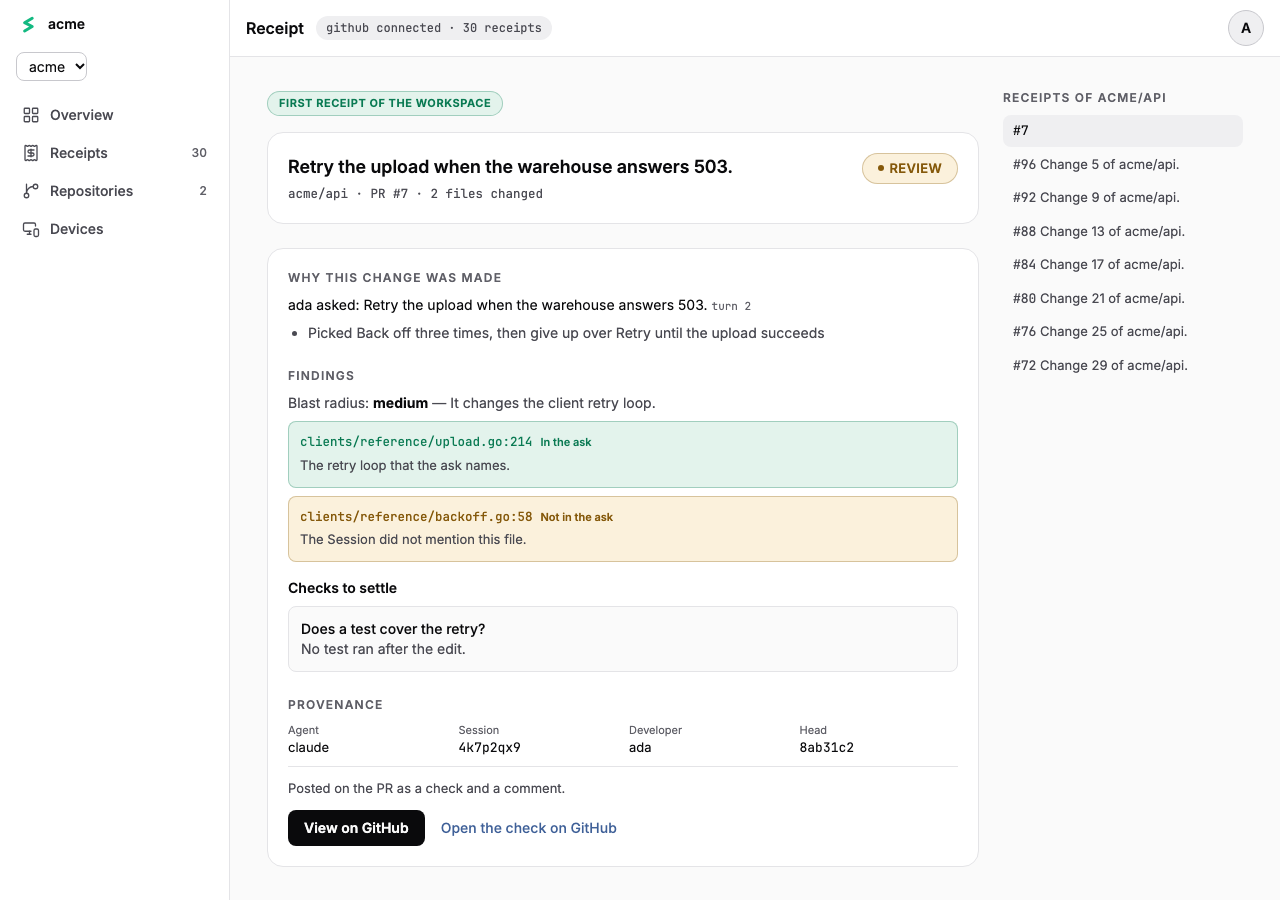 acme
acme
Overview
Receipts 30
Repositories 2
Devices
Receipt
github connected · 30 receipts
A
FIRST RECEIPT OF THE WORKSPACE
Retry the upload when the warehouse answers 503.
REVIEW
acme/api · PR #7 · 2 files changed
WHY THIS CHANGE WAS MADE
ada asked: Retry the upload when the warehouse answers 503. turn 2
Picked Back off three times, then give up over Retry until the upload succeeds
FINDINGS
Blast radius: medium — It changes the client retry loop.
clients/reference/upload.go:214 In the ask
The retry loop that the ask names.
clients/reference/backoff.go:58 Not in the ask
The Session did not mention this file.
Checks to settle
Does a test cover the retry?
No test ran after the edit.
PROVENANCE
Agent Session Developer Head
claude 4k7p2qx9 ada 8ab31c2
Posted on the PR as a check and a comment.
View on GitHub Open the check on GitHub
RECEIPTS OF ACME/API
#7
#96 Change 5 of acme/api.
#92 Change 9 of acme/api.
#88 Change 13 of acme/api.
#84 Change 17 of acme/api.
#80 Change 21 of acme/api.
#76 Change 25 of acme/api.
#72 Change 29 of acme/api.